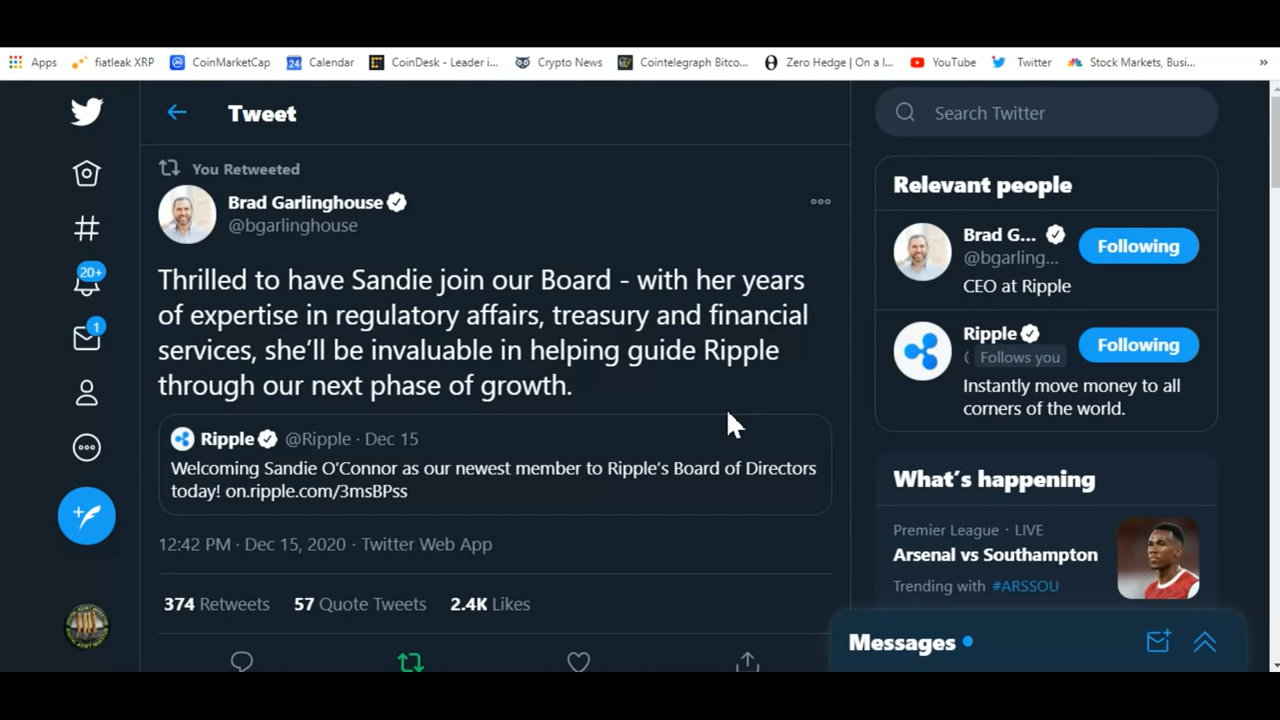 Apps fiatleak XRP CoinMarketCap 24 Calendar CoinDesk - Leader i... Crypto News Cointelegraph Bitco... Zero Hedge | On a l... YouTube Twitter Stock Markets, Busi... »
Tweet
You Retweeted
Brad Garlinghouse
@bgarlinghouse
Thrilled to have Sandie join our Board - with her years
of expertise in regulatory affairs, treasury and financial
services, she’ll be invaluable in helping guide Ripple
through our next phase of growth.
Ripple @Ripple · Dec 15
Welcoming Sandie O’Connor as our newest member to Ripple’s Board of Directors
today! on.ripple.com/3msBPss
12:42 PM · Dec 15, 2020 · Twitter Web App
374 Retweets 57 Quote Tweets 2.4K Likes
20+
1
Search Twitter
Relevant people
Brad G...
@bgarling...
Following
CEO at Ripple
Ripple
( Follows you
Following
Instantly move money to all
corners of the world.
What’s happening
Premier League · LIVE
Arsenal vs Southampton
Trending with #ARSSOU
Messages